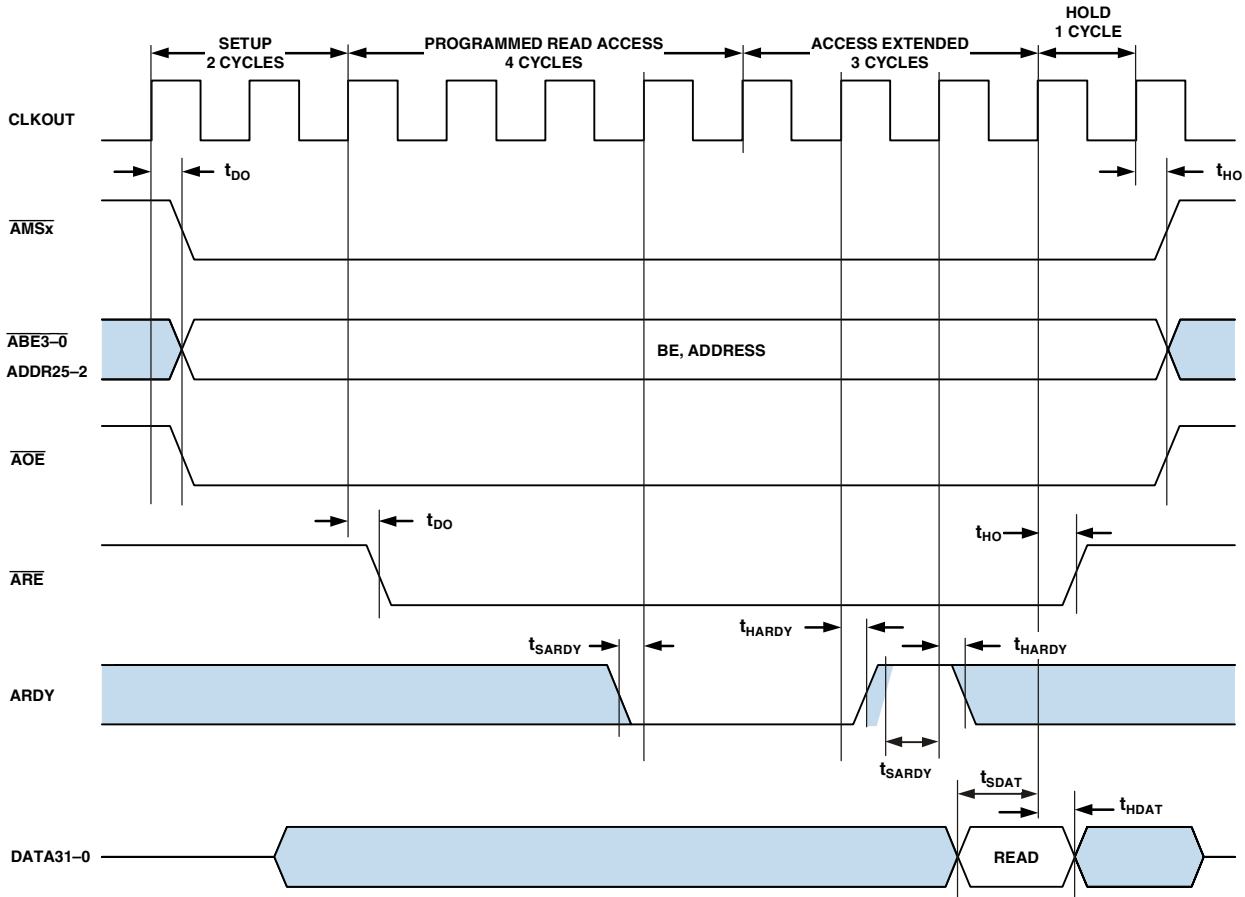 SETUP
2 CYCLES
PROGRAMMED READ ACCESS
4 CYCLES
ACCESS EXTENDED
3 CYCLES
HOLD
1 CYCLE
CLKOUT
tDO
tHO
AMSx
ABE3–0
BE, ADDRESS
ADDR25–2
AOE
tDO
tHO
ARE
tSARDY
tHARDY
tHARDY
ARDY
tSARDY
tSDAT
tHDAT
DATA31–0
READ